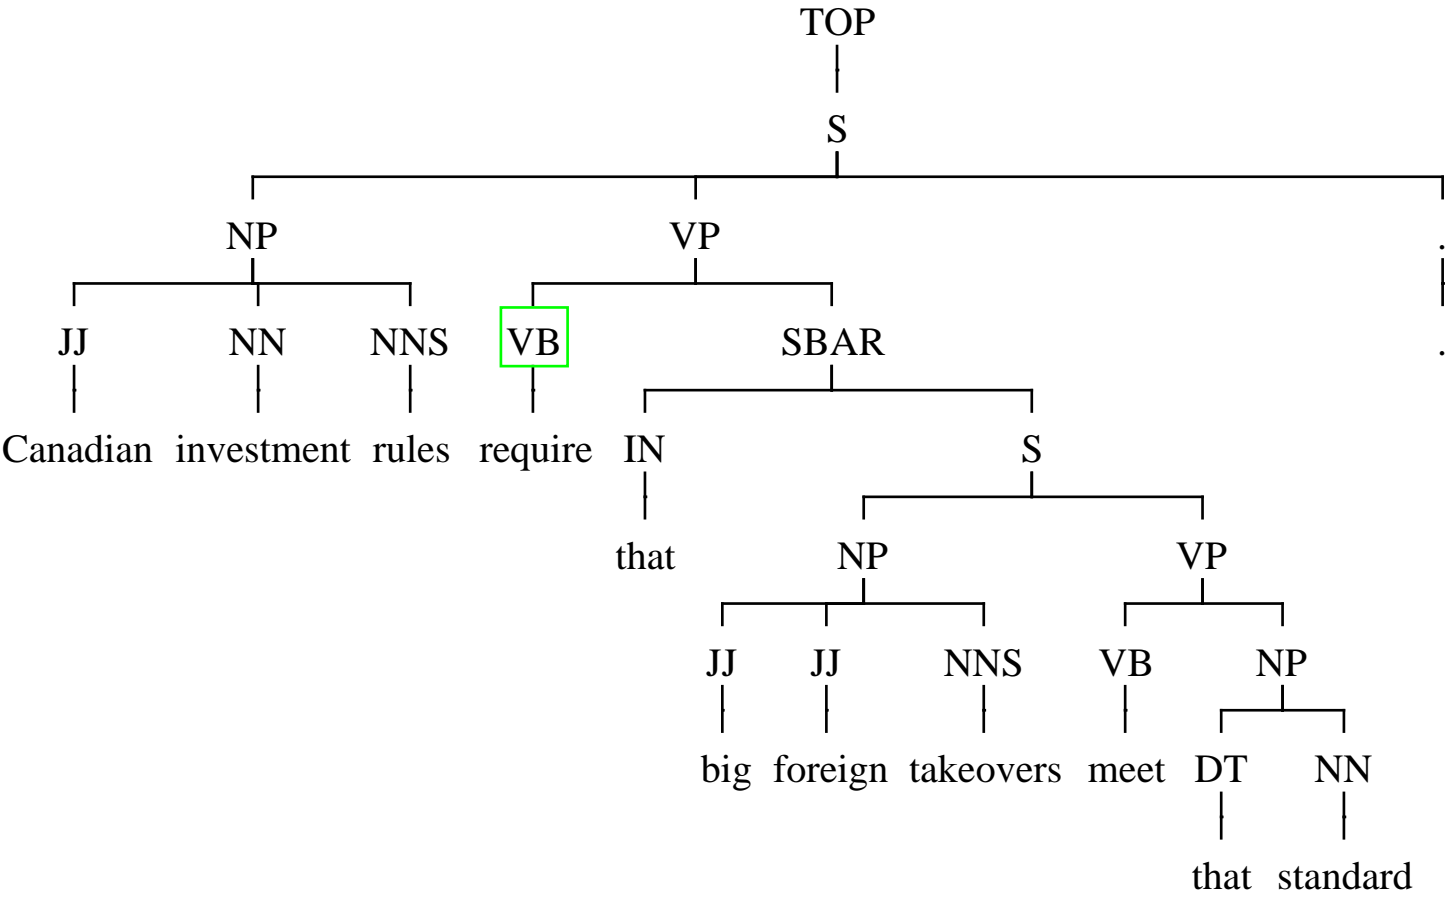 TOP
S
NP VP .
JJ NN NNS VB SBAR .
Canadian investment rules require IN S
that NP VP
JJ JJ NNS VB NP
big foreign takeovers meet DT NN
that standard